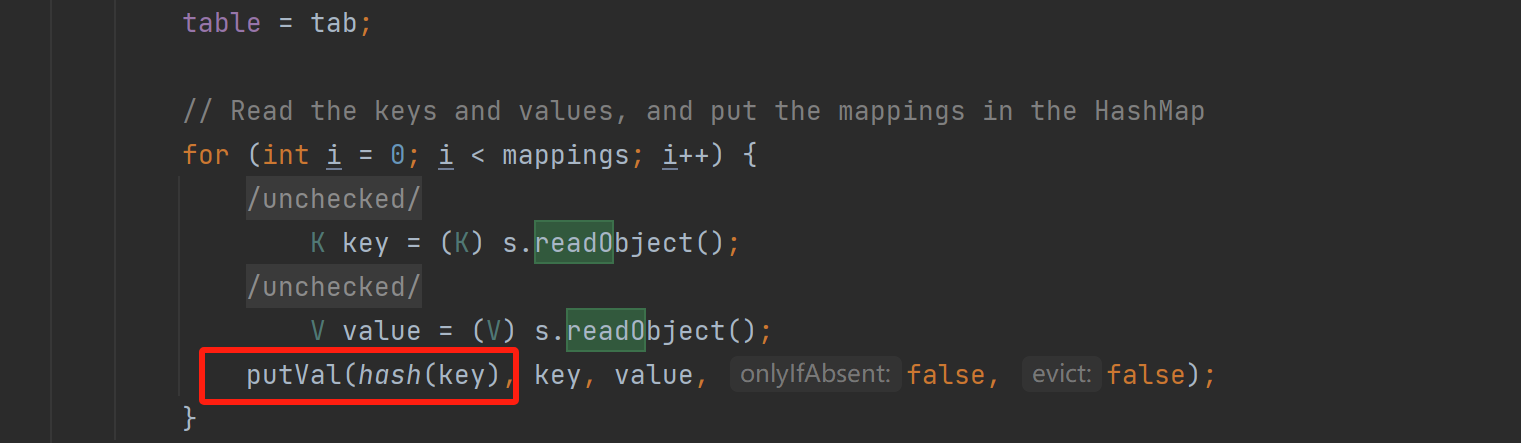 table = tab;
// Read the keys and values, and put the mappings in the HashMap
for (int i = 0; i < mappings; i++) {
/unchecked/
K key = (K) s.readObject();
/unchecked/
V value = (V) s.readObject();
putVal(hash(key), key, value, onlyIfAbsent: false, evict: false);
}